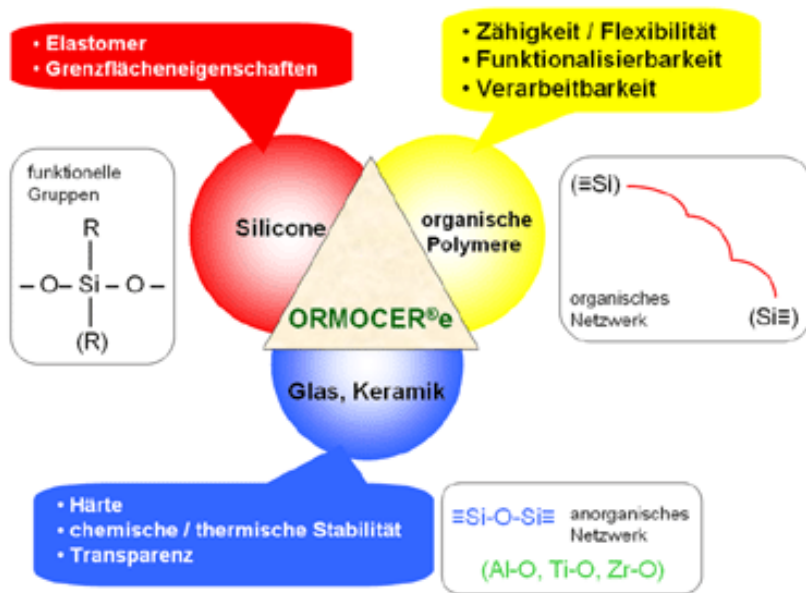 • Elastomer
• Grenzflächeneigenschaften
• Zähigkeit / Flexibilität
• Funktionalisierbarkeit
• Verarbeitbarkeit
funktionelle
Gruppen
R
– O – Si – O –
(R)
Silicone
organische
Polymere
ORMOCER®e
Glas, Keramik
(≡Si)
organisches
Netzwerk
(Si≡)
• Härte
• chemische / thermische Stabilität
• Transparenz
≡Si-O-Si≡ anorganisches
Netzwerk
(Al-O, Ti-O, Zr-O)